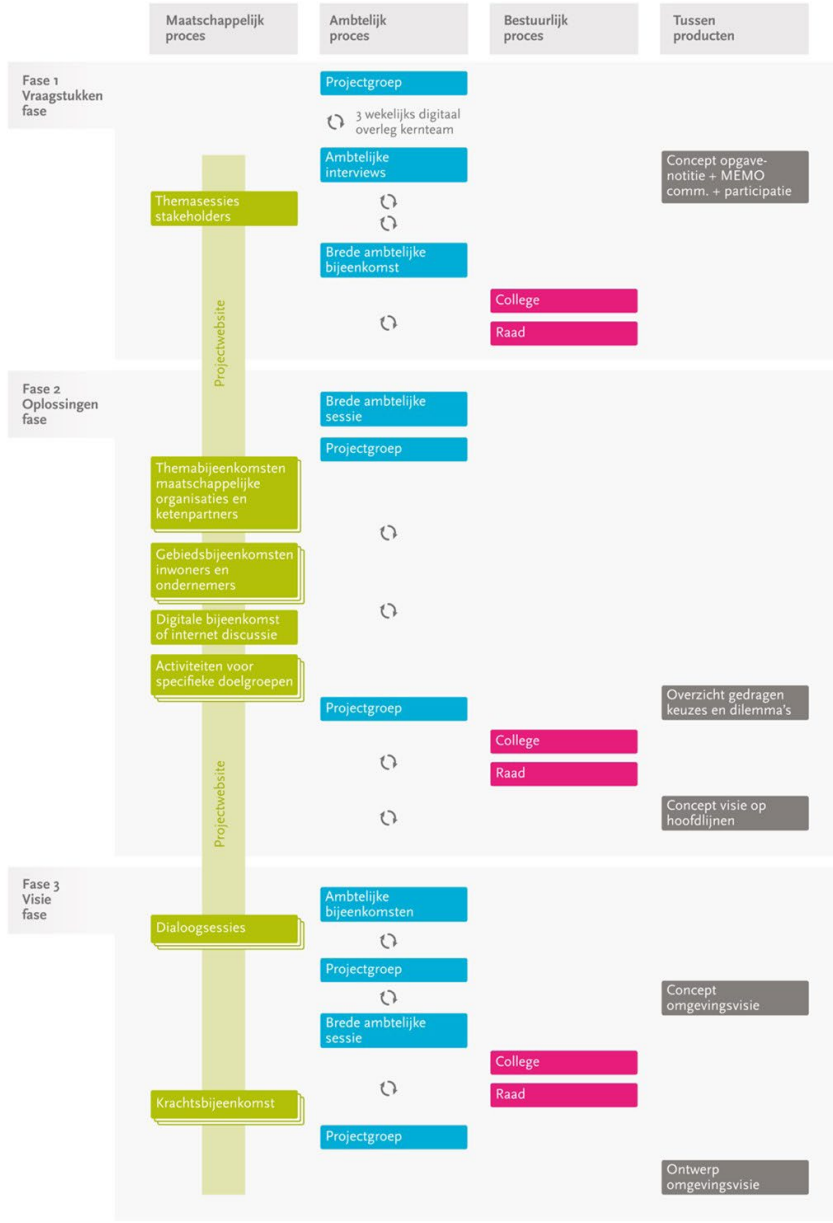 Maatschappelijk
proces
Ambtelijk
proces
Bestuurlijk
proces
Tussen
producten
Fase 1
Vraagstukken
fase
Projectgroep
3 wekelijks digitaal
overleg kernteam
Ambtelijke
interviews
Concept opgave-
notitie + MEMO
comm. + participatie
Themasessies
stakeholders
Brede ambtelijke
bijeenkomst
College
Raad
Projectwebsite
Fase 2
Oplossingen
fase
Brede ambtelijke
sessie
Projectgroep
Themabijeenkomsten
maatschappelijke
organisaties en
ketenpartners
Gebiedsbijeenkomsten
inwoners en
ondernemers
Digitale bijeenkomst
of internet discussie
Activiteiten voor
specifieke doelgroepen
Projectgroep
Overzicht gedragen
keuzes en dilemma's
College
Raad
Projectwebsite
Concept visie op
hoofdlijnen
Fase 3
Visie
fase
Ambtelijke
bijeenkomsten
Dialoogsessies
Projectgroep
Concept
omgevingsvisie
Brede ambtelijke
sessie
College
Raad
Krachtsbijeenkomst
Projectgroep
Ontwerp
omgevingsvisie